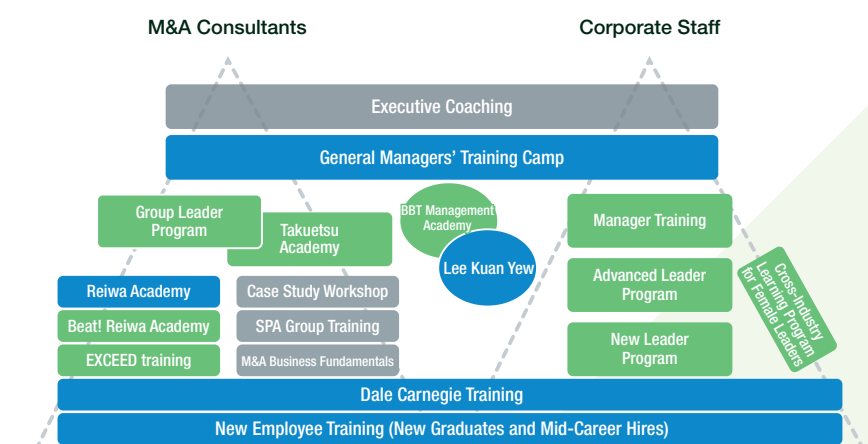 M&A Consultants
Corporate Staff
Executive Coaching
General Managers' Training Camp
Group Leader
Program
Takuetsu
Academy
BBT Management
Academy
Lee Kuan Yew
Manager Training
Reiwa Academy
Case Study Workshop
Advanced Leader
Program
Cross-Industry
Learning Program
for Female Leaders
Beat! Reiwa Academy
SPA Group Training
EXCEED training
M&A Business Fundamentals
New Leader
Program
Dale Carnegie Training
New Employee Training (New Graduates and Mid-Career Hires)